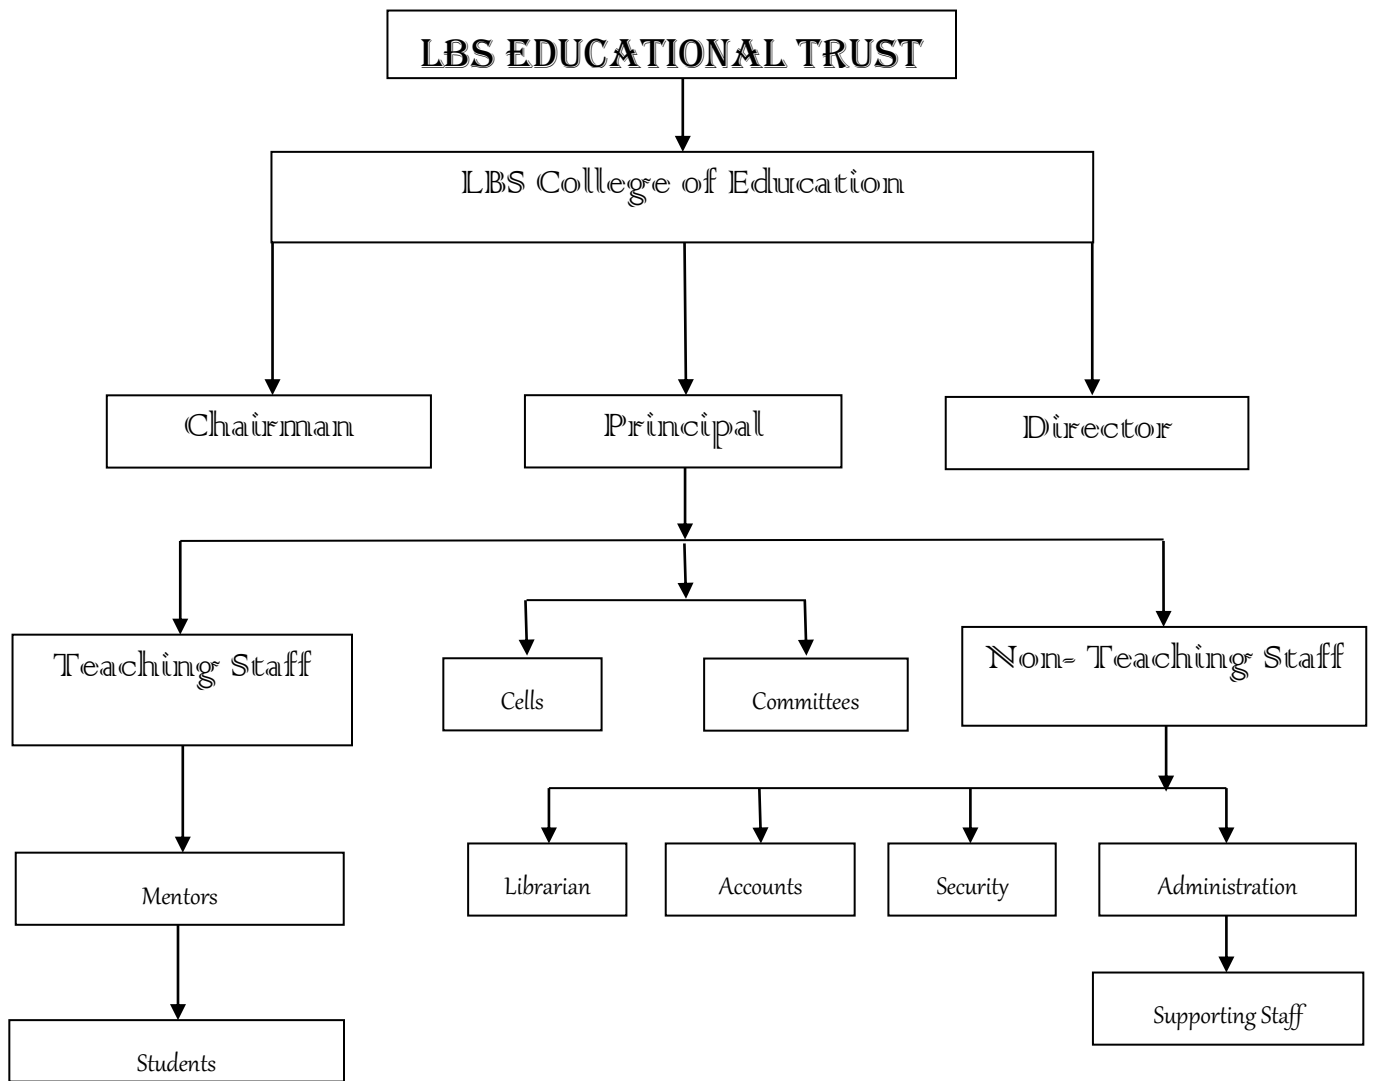 LBS EDUCATIONAL TRUST
LBS College of Education
Chairman
Principal
Director
Teaching Staff
Cells
Committees
Non- Teaching Staff
Librarian
Accounts
Security
Administration
Mentors
Supporting Staff
Students